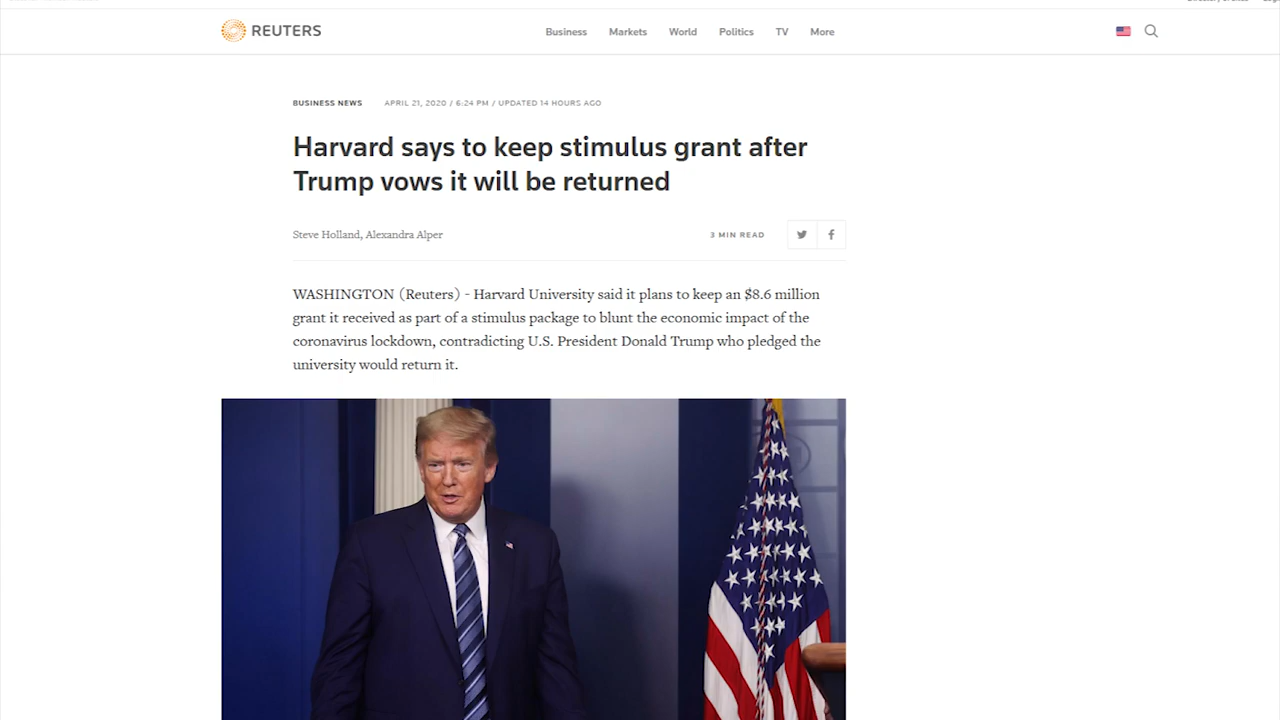 REUTERS
Business Markets World Politics TV More
BUSINESS NEWS APRIL 21, 2020 / 6:24 PM / UPDATED 14 HOURS AGO
Harvard says to keep stimulus grant after
Trump vows it will be returned
Steve Holland, Alexandra Alper
3 MIN READ
WASHINGTON (Reuters) - Harvard University said it plans to keep an $8.6 million
grant it received as part of a stimulus package to blunt the economic impact of the
coronavirus lockdown, contradicting U.S. President Donald Trump who pledged the
university would return it.